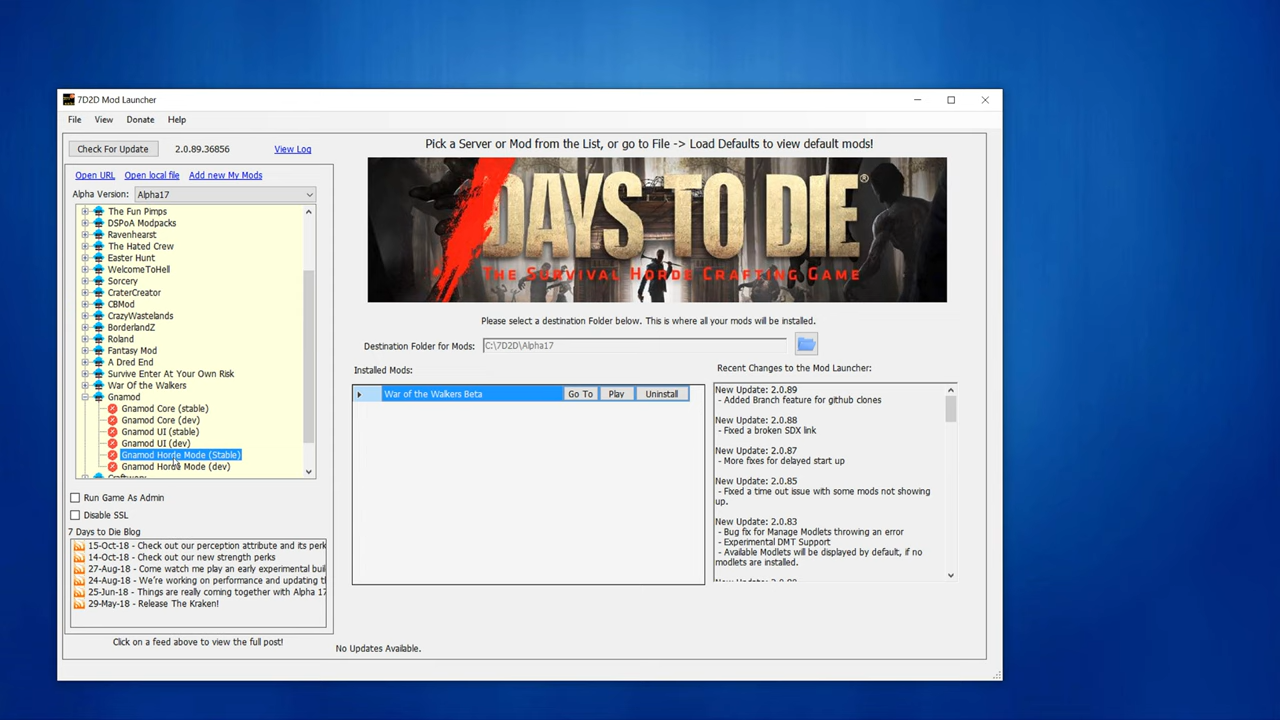 7D2D Mod Launcher
File View Donate Help
Check For Update 2.0.89.36856 View Log
Open URL Open local file Add new My Mods
Alpha Version: Alpha17
The Fun Pimps
DSPoA Modpacks
Ravenhearst
The Hated Crew
Easter Hunt
WelcomeToHell
Sorcery
CraterCreator
CBMod
CrazyWastelands
BorderlandZ
Roland
Fantasy Mod
A Dred End
Survive Enter At Your Own Risk
War Of the Walkers
Gnamod
Gnamod Core (stable)
Gnamod Core (dev)
Gnamod UI (stable)
Gnamod UI (dev)
Gnamod Horde Mode (Stable)
Gnamod Horde Mode (dev)
Run Game As Admin
Disable SSL
7 Days to Die Blog
15-Oct-18 - Check out our perception attribute and its perk
14-Oct-18 - Check out our new strength perks
27-Aug-18 - Come watch me play an early experimental buil
24-Aug-18 - We're working on performance and updating t
25-Jun-18 - Things are really coming together with Alpha 17
29-May-18 - Release The Kraken!
Click on a feed above to view the full post!
Pick a Server or Mod from the List, or go to File -> Load Defaults to view default mods!
7 DAYS TO DIE®
THE SURVIVAL HORDE CRAFTING GAME
Please select a destination Folder below. This is where all your mods will be installed.
Destination Folder for Mods: C:\7D2D\Alpha17
Installed Mods:
War of the Walkers Beta Go To Play Uninstall
Recent Changes to the Mod Launcher:
New Update: 2.0.89
- Added Branch feature for github clones
New Update: 2.0.88
- Fixed a broken SDX link
New Update: 2.0.87
- More fixes for delayed start up
New Update: 2.0.85
- Fixed a time out issue with some mods not showing
up.
New Update: 2.0.83
- Bug fix for Manage Modlets throwing an error
- Experimental DMT Support
- Available Modlets will be displayed by default, if no
modlets are installed.
No Updates Available.